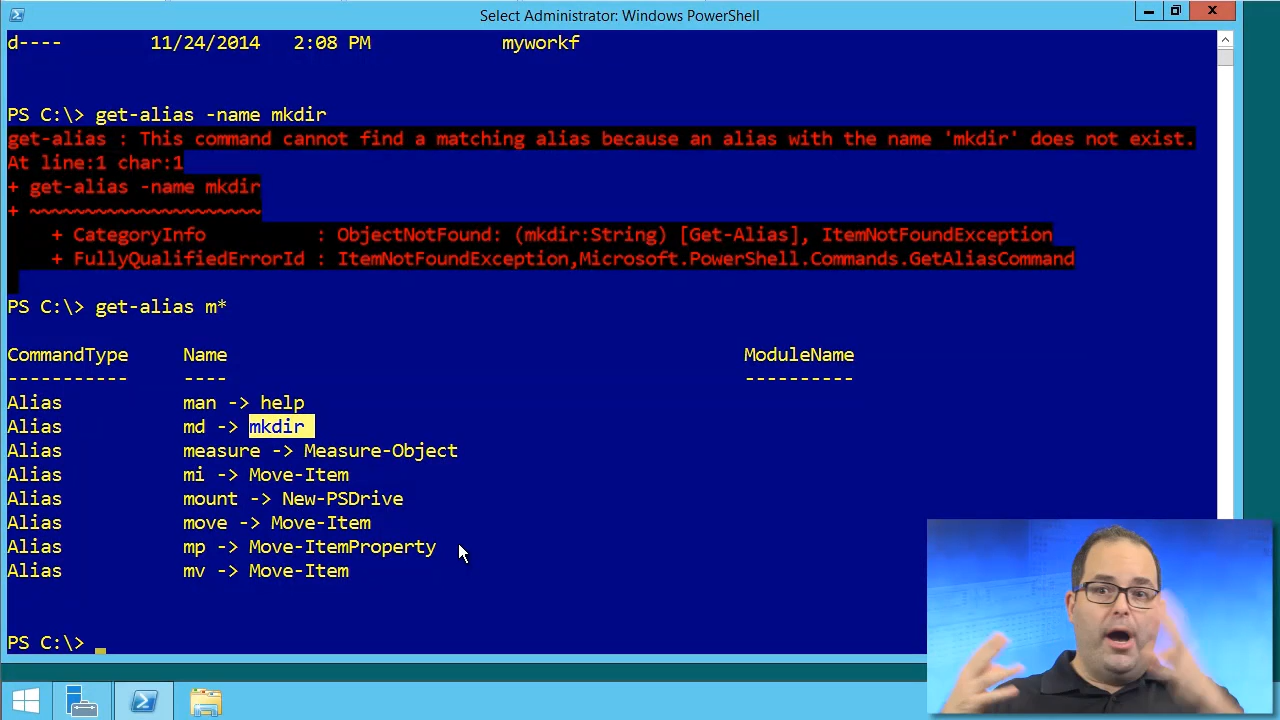 Select Administrator: Windows PowerShell
d---- 11/24/2014 2:08 PM myworkf
PS C:\> get-alias -name mkdir
get-alias : This command cannot find a matching alias because an alias with the name 'mkdir' does not exist.
At line:1 char:1
+ get-alias -name mkdir
+ ~~~~~~~~~~~~~~~~~~~~~
+ CategoryInfo : ObjectNotFound: (mkdir:String) [Get-Alias], ItemNotFoundException
+ FullyQualifiedErrorId : ItemNotFoundException,Microsoft.PowerShell.Commands.GetAliasCommand
PS C:\> get-alias m*
CommandType Name ModuleName
----------- ---- ----------
Alias man -> help
Alias md -> mkdir
Alias measure -> Measure-Object
Alias mi -> Move-Item
Alias mount -> New-PSDrive
Alias move -> Move-Item
Alias mp -> Move-ItemProperty
Alias mv -> Move-Item
PS C:\>